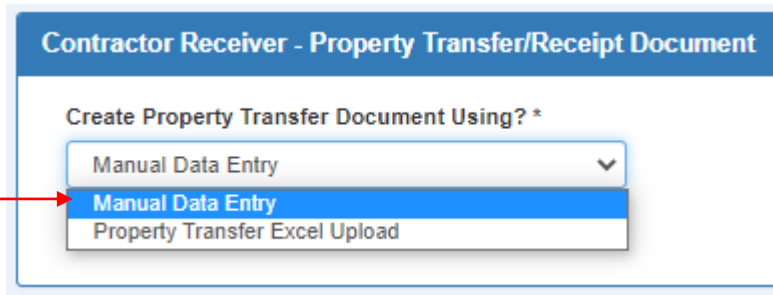 Contractor Receiver - Property Transfer/Receipt Document
Create Property Transfer Document Using? *
Manual Data Entry
Manual Data Entry
Property Transfer Excel Upload